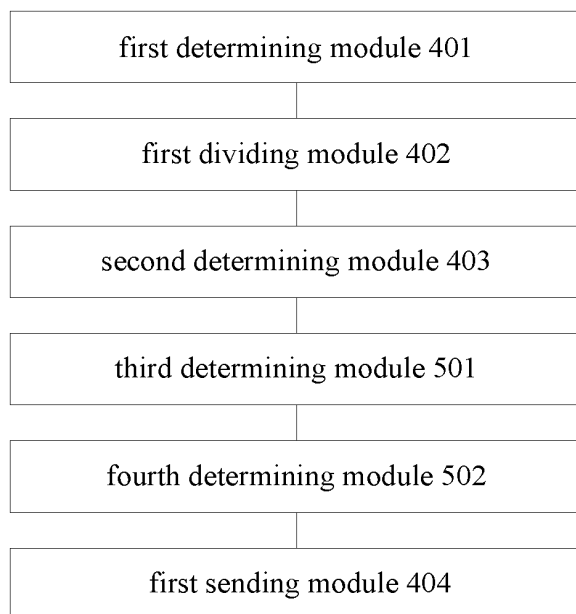 first determining module 401
first dividing module 402
second determining module 403
third determining module 501
fourth determining module 502
first sending module 404